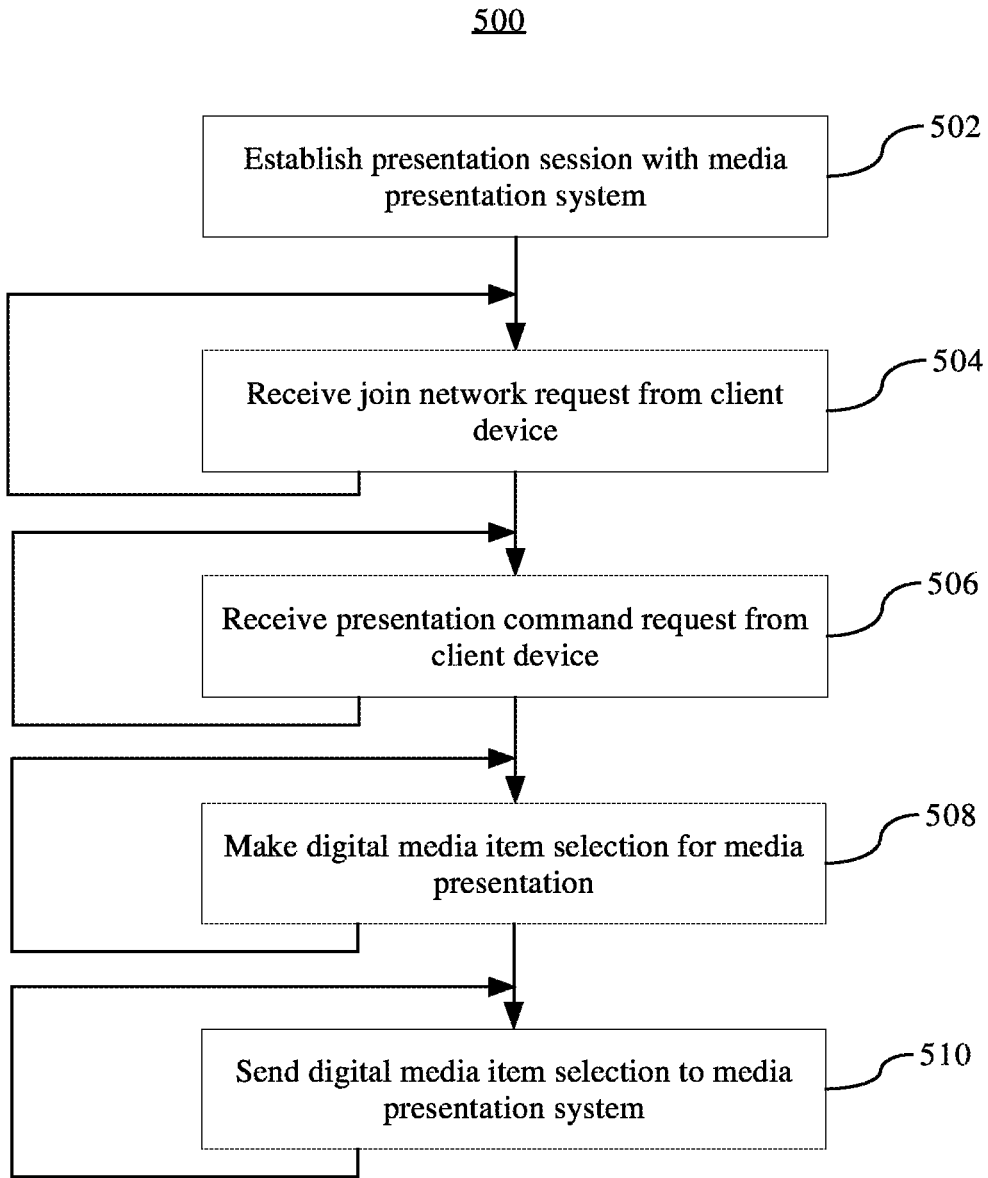 500
Establish presentation session with media
presentation system
502
Receive join network request from client
device
504
Receive presentation command request from
client device
506
Make digital media item selection for media
presentation
508
Send digital media item selection to media
presentation system
510